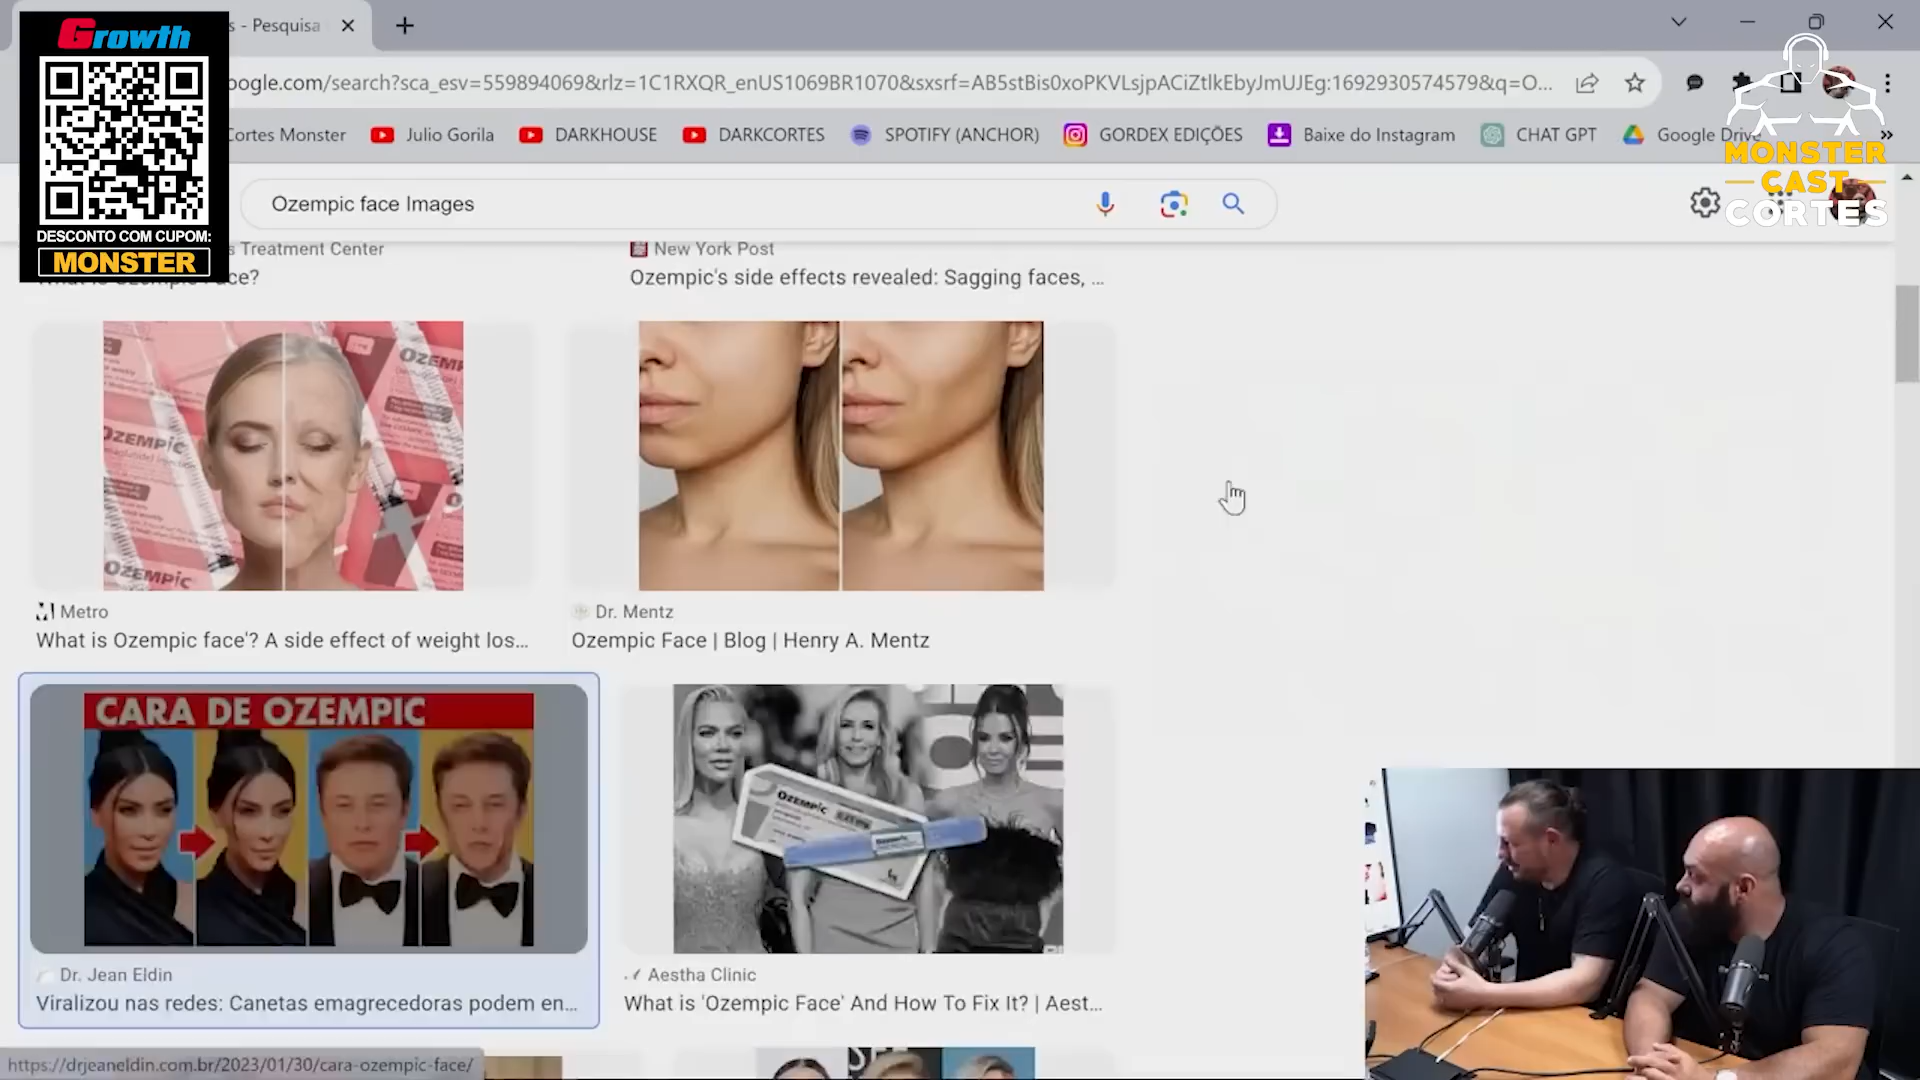 Growth
DESCONTO COM CUPOM:
MONSTER
s - Pesquisa
oogle.com/search?sca_esv=559894069&rlz=1C1RXQR_enUS1069BR1070&sxsrf=AB5stBis0xoPKVLsjpACiZtlkEbyJmUJEg:1692930574579&q=O...
Cortes Monster
Julio Gorila
DARKHOUSE
DARKCORTES
SPOTIFY (ANCHOR)
GORDEX EDIÇÕES
Baixe do Instagram
CHAT GPT
Google Drive
»
MONSTER
CAST
CORTES
Ozempic face Images
s Treatment Center
What is Ozempic Face?
New York Post
Ozempic's side effects revealed: Sagging faces, ...
OZEMPIC
OZEMPIC
Metro
What is Ozempic face'? A side effect of weight los...
Dr. Mentz
Ozempic Face | Blog | Henry A. Mentz
CARA DE OZEMPIC
OZEMPIC
Dr. Jean Eldin
Viralizou nas redes: Canetas emagrecedoras podem en...
Aestha Clinic
What is 'Ozempic Face' And How To Fix It? | Aest...
https://drjeaneldin.com.br/2023/01/30/cara-ozempic-face/